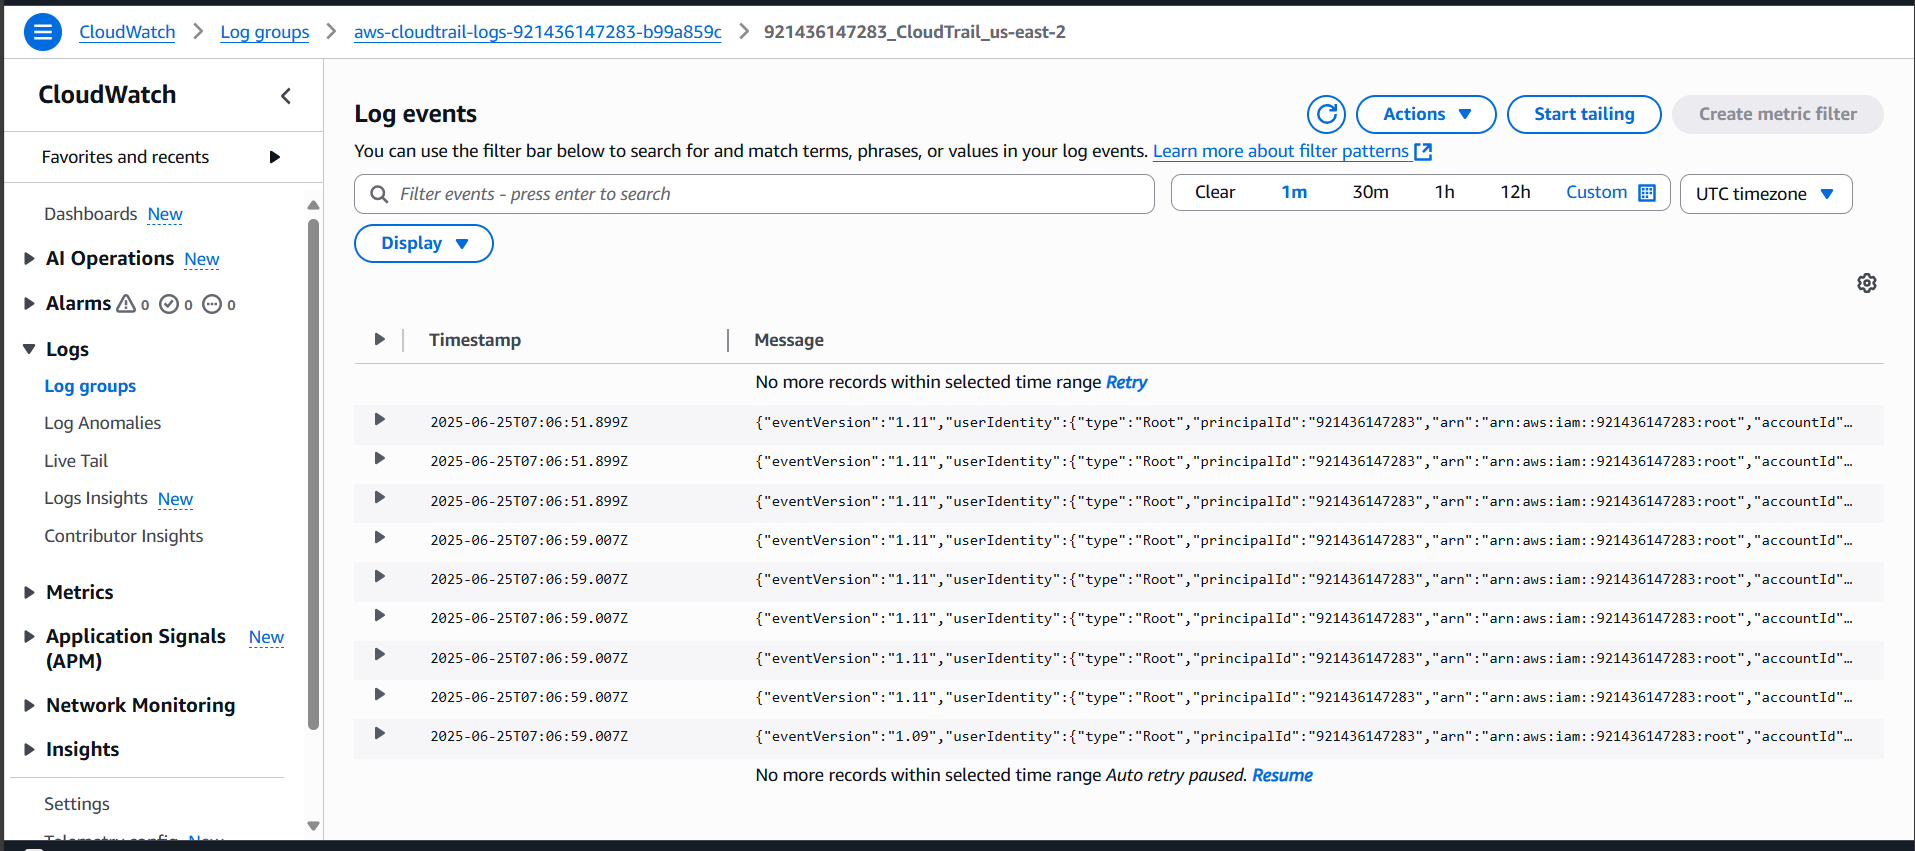 CloudWatch > Log groups > aws-cloudtrail-logs-921436147283-b99a859c > 921436147283_CloudTrail_us-east-2
CloudWatch
Favorites and recents
Dashboards New
AI Operations New
Alarms 0 0 0
Logs
Log groups
Log Anomalies
Live Tail
Logs Insights New
Contributor Insights
Metrics
Application Signals New
(APM)
Network Monitoring
Insights
Settings
Telemetry config New
Log events
Actions
Start tailing
Create metric filter
You can use the filter bar below to search for and match terms, phrases, or values in your log events. Learn more about filter patterns
Filter events - press enter to search
Clear 1m 30m 1h 12h Custom
UTC timezone
Display
Timestamp Message
No more records within selected time range Retry
2025-06-25T07:06:51.899Z {"eventVersion":"1.11","userIdentity":{"type":"Root","principalId":"921436147283","arn":"arn:aws:iam::921436147283:root","accountId"…
2025-06-25T07:06:51.899Z {"eventVersion":"1.11","userIdentity":{"type":"Root","principalId":"921436147283","arn":"arn:aws:iam::921436147283:root","accountId"…
2025-06-25T07:06:51.899Z {"eventVersion":"1.11","userIdentity":{"type":"Root","principalId":"921436147283","arn":"arn:aws:iam::921436147283:root","accountId"…
2025-06-25T07:06:59.007Z {"eventVersion":"1.11","userIdentity":{"type":"Root","principalId":"921436147283","arn":"arn:aws:iam::921436147283:root","accountId"…
2025-06-25T07:06:59.007Z {"eventVersion":"1.11","userIdentity":{"type":"Root","principalId":"921436147283","arn":"arn:aws:iam::921436147283:root","accountId"…
2025-06-25T07:06:59.007Z {"eventVersion":"1.11","userIdentity":{"type":"Root","principalId":"921436147283","arn":"arn:aws:iam::921436147283:root","accountId"…
2025-06-25T07:06:59.007Z {"eventVersion":"1.11","userIdentity":{"type":"Root","principalId":"921436147283","arn":"arn:aws:iam::921436147283:root","accountId"…
2025-06-25T07:06:59.007Z {"eventVersion":"1.11","userIdentity":{"type":"Root","principalId":"921436147283","arn":"arn:aws:iam::921436147283:root","accountId"…
2025-06-25T07:06:59.007Z {"eventVersion":"1.09","userIdentity":{"type":"Root","principalId":"921436147283","arn":"arn:aws:iam::921436147283:root","accountId"…
No more records within selected time range Auto retry paused. Resume